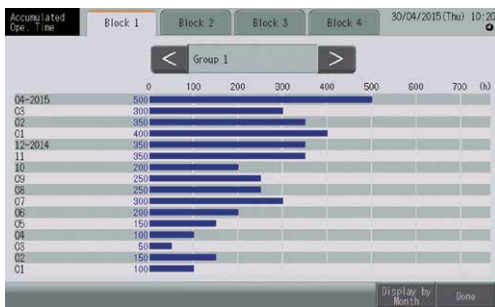 Accumulated
Ope. Time
Block 1
Block 2
Block 3
Block 4
30/04/2015(Thu) 10:20
<
Group 1
>
0 100 200 300 400 500 600 700 (h)
04-2015 500
03 300
02 350
01 400
12-2014 350
11 350
10 200
09 250
08 250
07 300
06 200
05 150
04 100
03 50
02 150
01 100
Display by
Month
Done